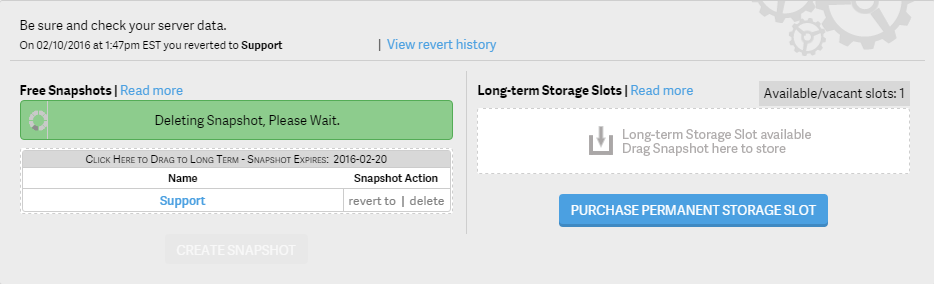 Be sure and check your server data.
On 02/10/2016 at 1:47pm EST you reverted to Support | View revert history
Free Snapshots | Read more
Deleting Snapshot, Please Wait.
Click Here to Drag to Long Term - Snapshot Expires: 2016-02-20
Name Snapshot Action
Support revert to | delete
CREATE SNAPSHOT
Long-term Storage Slots | Read more
Available/vacant slots: 1
Long-term Storage Slot available
Drag Snapshot here to store
PURCHASE PERMANENT STORAGE SLOT